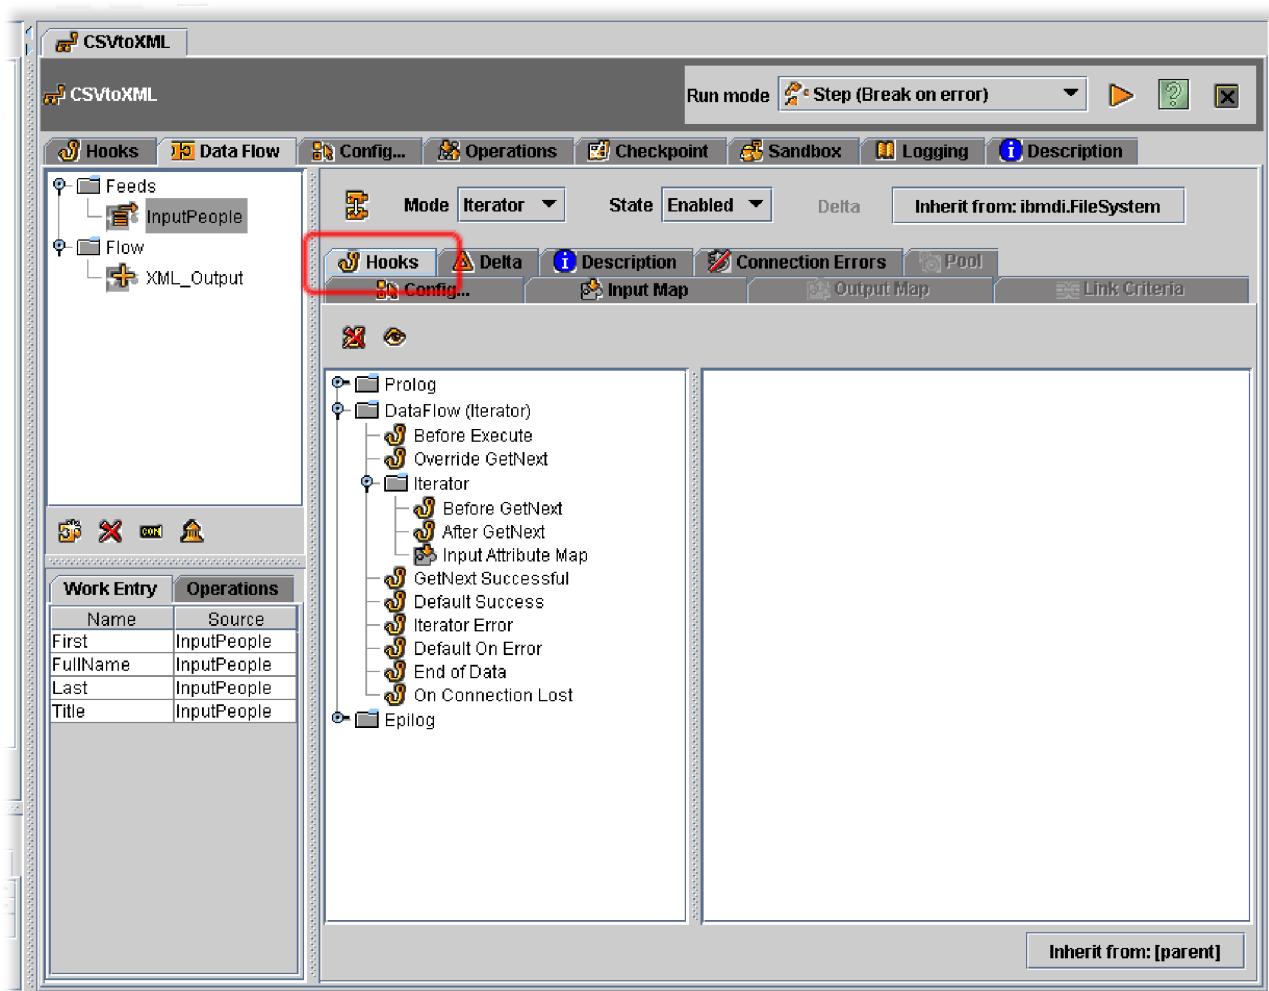 CSVtoXML
CSVtoXML
Run mode Step (Break on error)
Hooks Data Flow Config... Operations Checkpoint Sandbox Logging Description
Feeds
InputPeople
Flow
XML_Output
Mode Iterator State Enabled Delta Inherit from: ibmdi.FileSystem
Hooks Delta Description Connection Errors Pool
Config... Input Map Output Map Link Criteria
Prolog
DataFlow (Iterator)
Before Execute
Override GetNext
Iterator
Before GetNext
After GetNext
Input Attribute Map
GetNext Successful
Default Success
Iterator Error
Default On Error
End of Data
On Connection Lost
Epilog
CON
Work Entry Operations
Name Source
First InputPeople
FullName InputPeople
Last InputPeople
Title InputPeople
Inherit from: [parent]